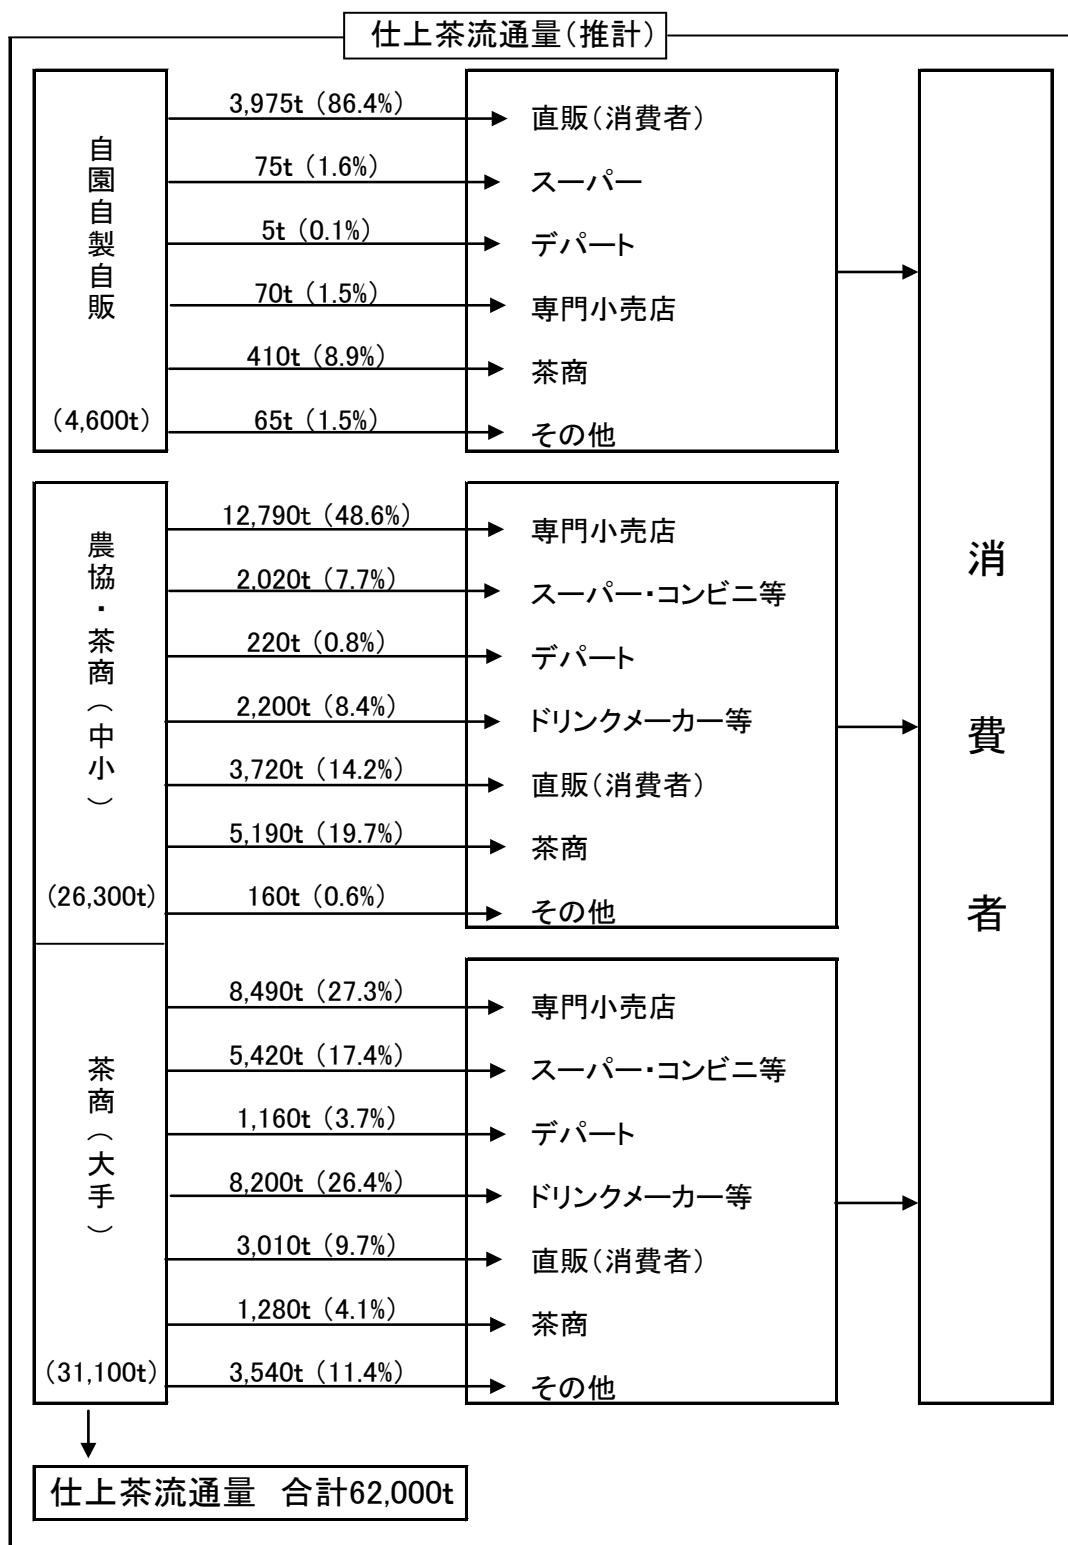 仕上茶流通量（推計）
自園自製自販
（4,600t）
3,975t（86.4%）
直販（消費者）
75t（1.6%）
スーパー
5t（0.1%）
デパート
70t（1.5%）
専門小売店
410t（8.9%）
茶商
65t（1.5%）
その他
農協・茶商（中小）
（26,300t）
12,790t（48.6%）
専門小売店
2,020t（7.7%）
スーパー・コンビニ等
220t（0.8%）
デパート
2,200t（8.4%）
ドリンクメーカー等
3,720t（14.2%）
直販（消費者）
5,190t（19.7%）
茶商
160t（0.6%）
その他
茶商（大手）
（31,100t）
8,490t（27.3%）
専門小売店
5,420t（17.4%）
スーパー・コンビニ等
1,160t（3.7%）
デパート
8,200t（26.4%）
ドリンクメーカー等
3,010t（9.7%）
直販（消費者）
1,280t（4.1%）
茶商
3,540t（11.4%）
その他
消費者
仕上茶流通量　合計62,000t